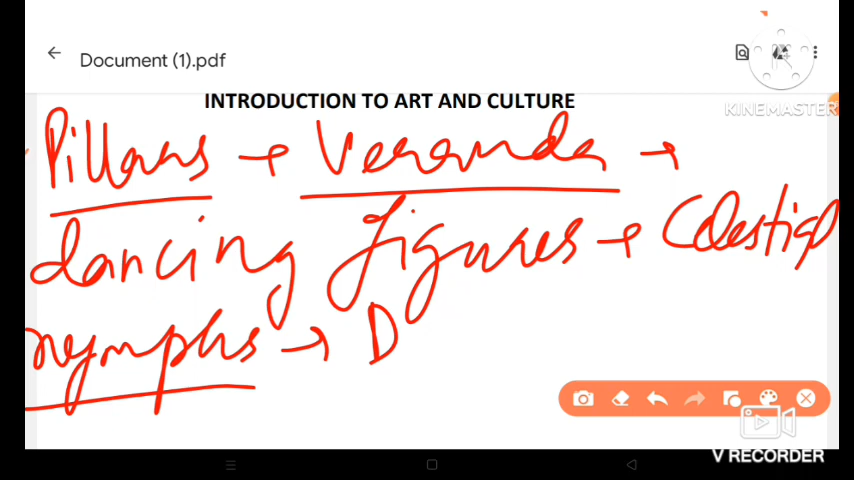 Document (1).pdf
KINEMASTER
INTRODUCTION TO ART AND CULTURE
Pillars → Veranda →
dancing figures → Celestial
nymphs → D
V RECORDER